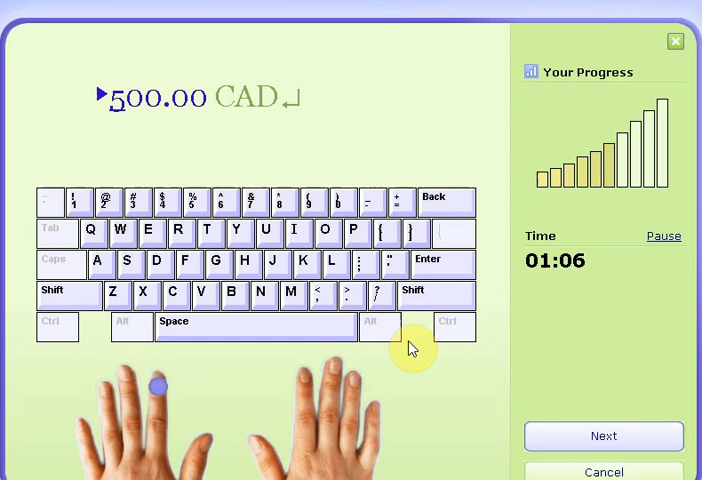 Your Progress
500.00 CAD
Time
Pause
01:06
~ ! 1 @ 2 # 3 $ 4 % 5 ^ 6 & 7 * 8 ( 9 ) 0 _ - + = Back
Tab Q W E R T Y U I O P { [ } ] \
Caps A S D F G H J K L : ; " ' Enter
Shift Z X C V B N M < , > . ? / Shift
Ctrl Alt Space Alt Ctrl
Next
Cancel